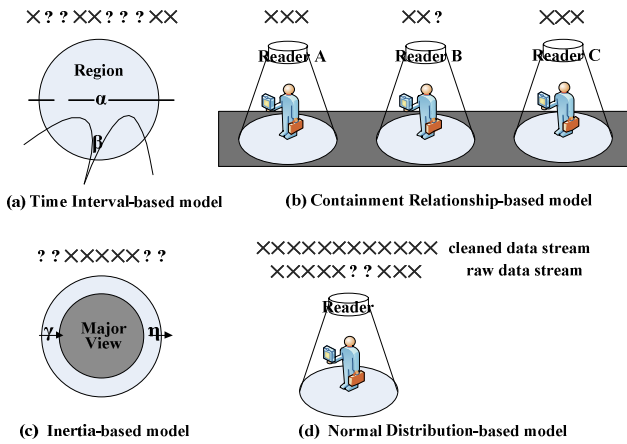 × ? ? × × ? ? ? × ×
Region
α
β
(a) Time Interval-based model
× × ×
× × ?
× × ×
Reader A
Reader B
Reader C
(b) Containment Relationship-based model
? ? × × × × × ? ?
γ
Major
View
η
(c) Inertia-based model
× × × × × × × × × × × × cleaned data stream
× × × × × ? ? × × × raw data stream
Reader
(d) Normal Distribution-based model